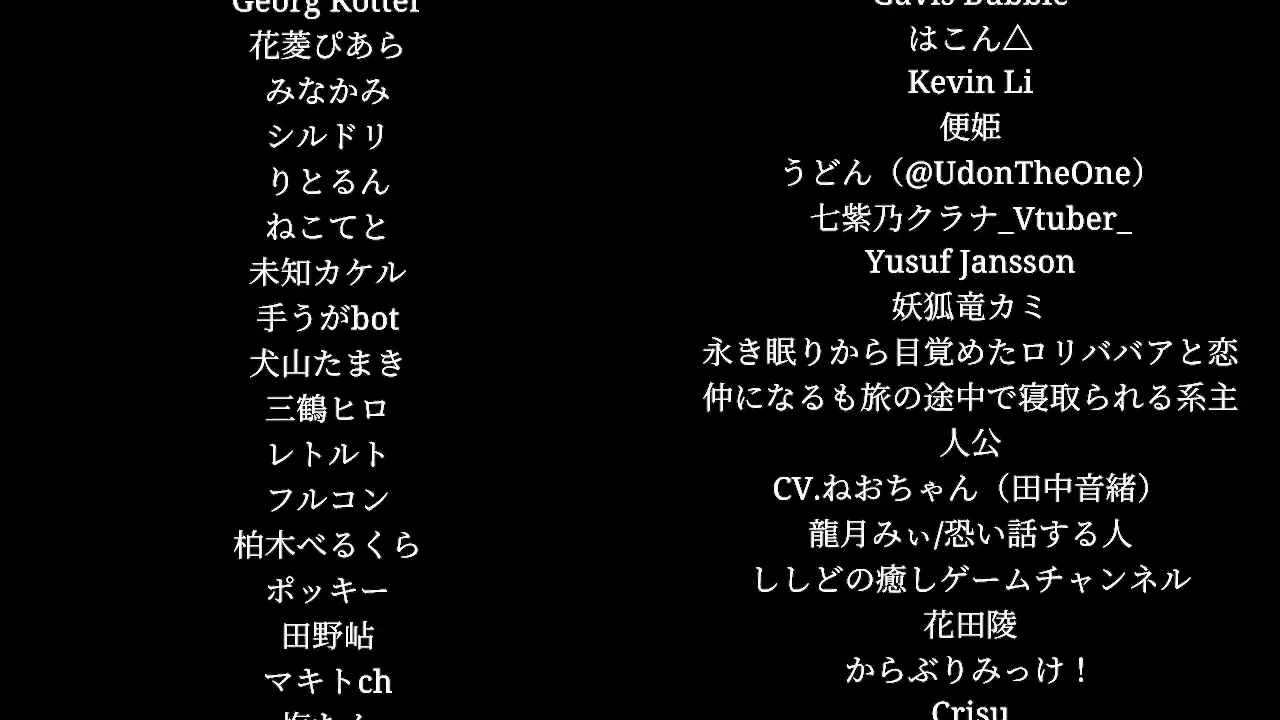 Georg Kotter
花菱ぴあら
みなかみ
シルドリ
りとるん
ねこてと
未知カケル
手うがbot
犬山たまき
三鶴ヒロ
レトルト
フルコン
柏木べるくら
ポッキー
田野岾
マキトch
はこん△
Kevin Li
便姫
うどん（@UdonTheOne）
七紫乃クラナ_Vtuber_
Yusuf Jansson
妖狐竜カミ
永き眠りから目覚めたロリババアと恋
仲になるも旅の途中で寝取られる系主
人公
CV.ねおちゃん（田中音緒）
龍月みぃ/恐い話する人
ししどの癒しゲームチャンネル
花田陵
からぶりみっけ！
Crisu